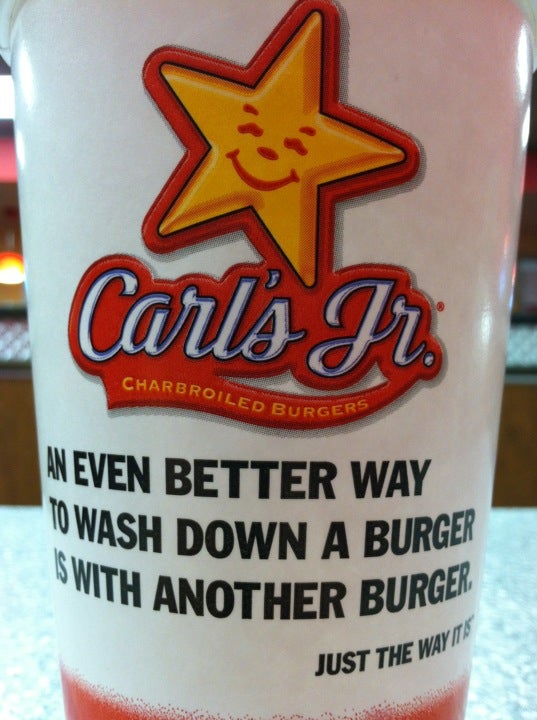 Carl's Jr.®
CHARBROILED BURGERS
AN EVEN BETTER WAY
TO WASH DOWN A BURGER
IS WITH ANOTHER BURGER.
JUST THE WAY IT IS